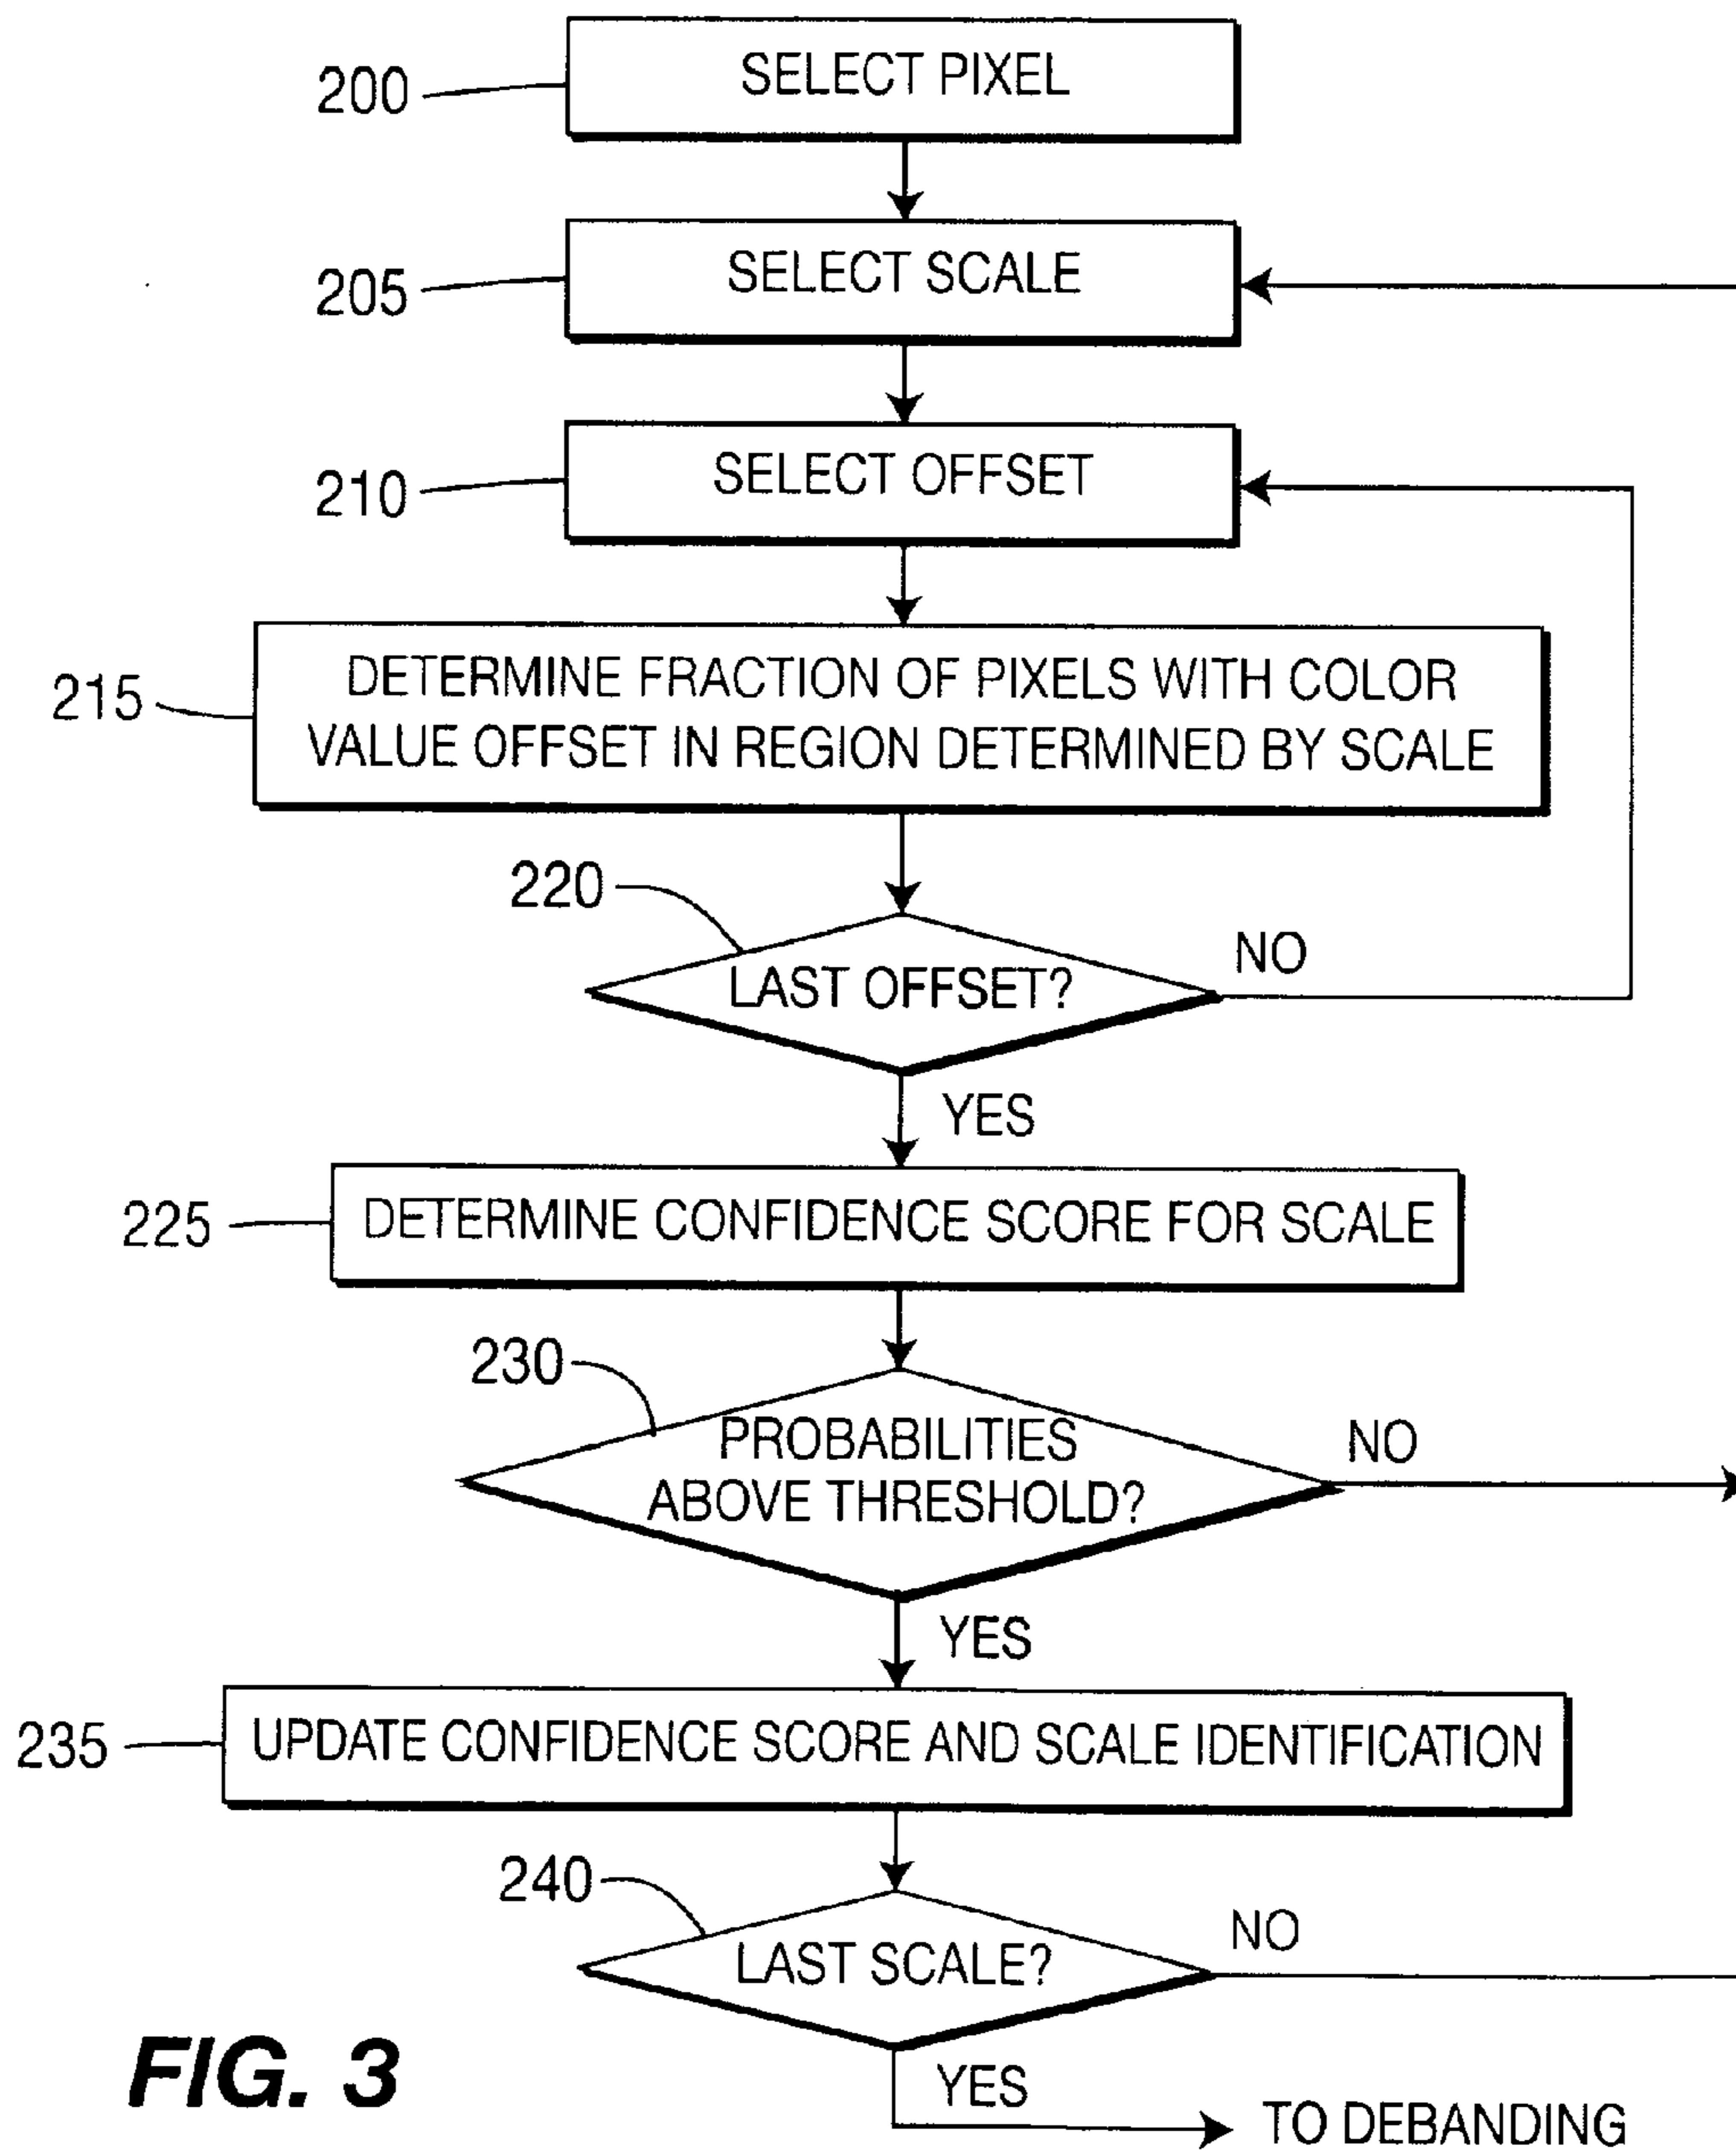 200
SELECT PIXEL
205
SELECT SCALE
210
SELECT OFFSET
215
DETERMINE FRACTION OF PIXELS WITH COLOR
VALUE OFFSET IN REGION DETERMINED BY SCALE
220
LAST OFFSET?
NO
YES
225
DETERMINE CONFIDENCE SCORE FOR SCALE
230
PROBABILITIES
ABOVE THRESHOLD?
NO
YES
235
UPDATE CONFIDENCE SCORE AND SCALE IDENTIFICATION
240
LAST SCALE?
NO
YES
TO DEBANDING
FIG. 3